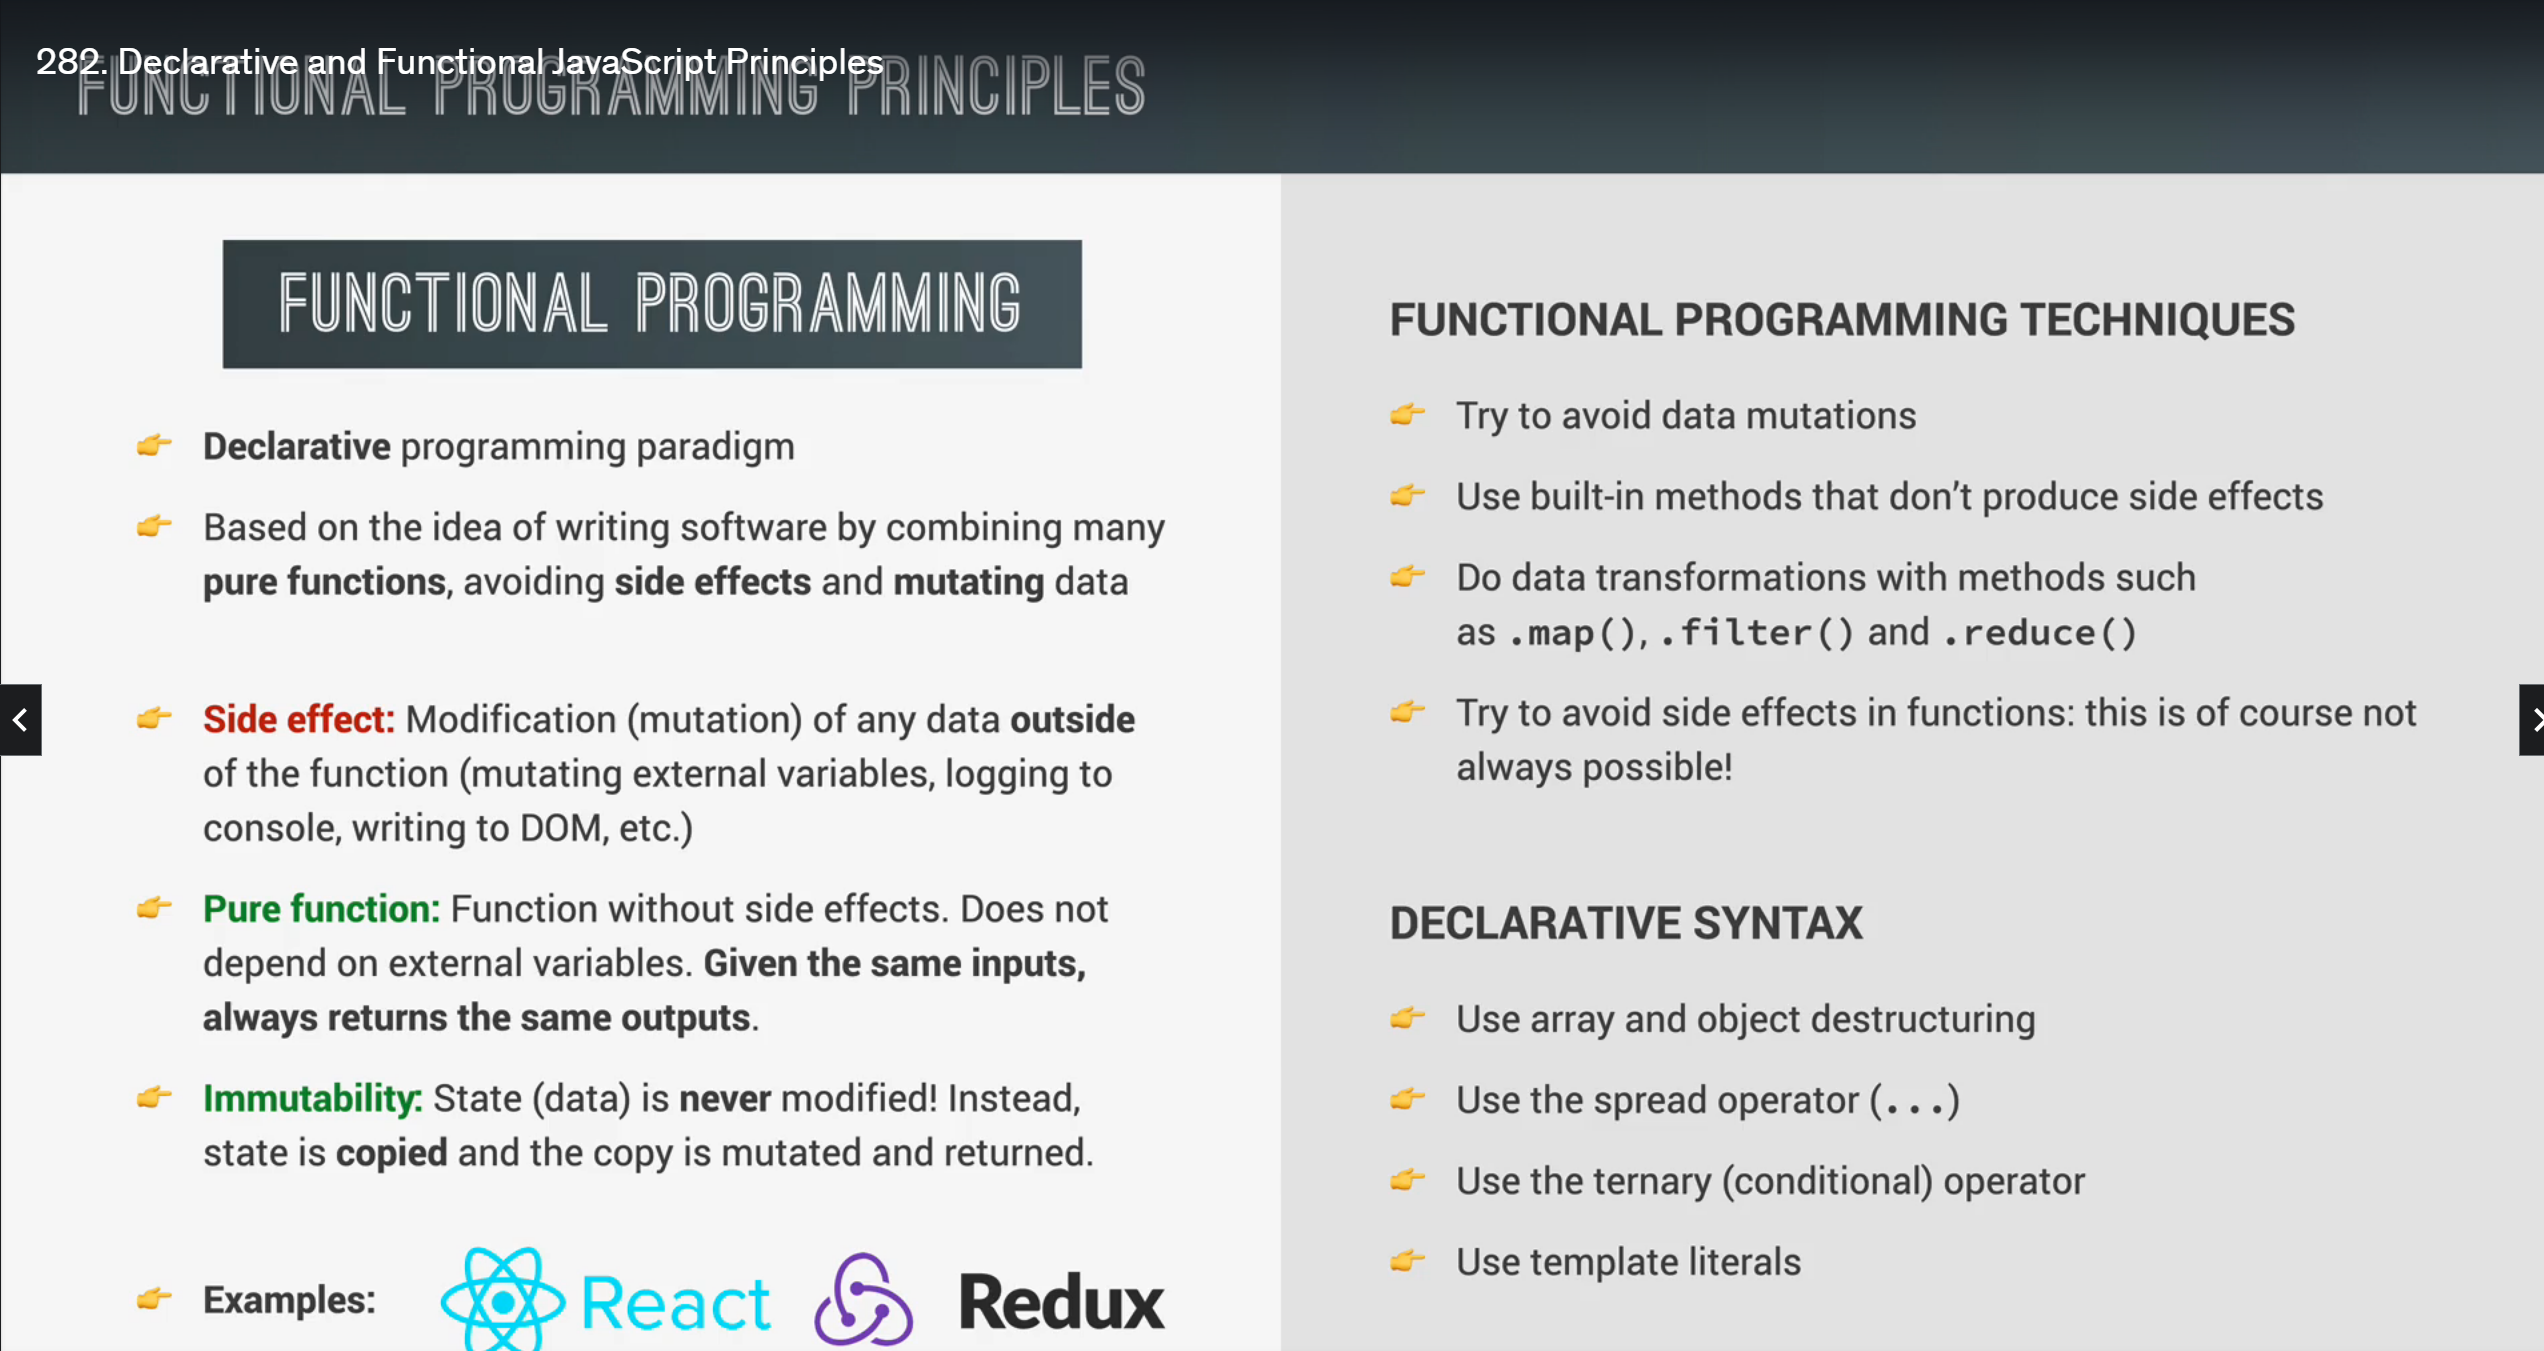 282. Declarative and Functional JavaScript Principles
FUNCTIONAL PROGRAMMING PRINCIPLES
FUNCTIONAL PROGRAMMING
👉 Declarative programming paradigm
👉 Based on the idea of writing software by combining many
pure functions, avoiding side effects and mutating data
👉 Side effect: Modification (mutation) of any data outside
of the function (mutating external variables, logging to
console, writing to DOM, etc.)
👉 Pure function: Function without side effects. Does not
depend on external variables. Given the same inputs,
always returns the same outputs.
👉 Immutability: State (data) is never modified! Instead,
state is copied and the copy is mutated and returned.
👉 Examples: React Redux
FUNCTIONAL PROGRAMMING TECHNIQUES
👉 Try to avoid data mutations
👉 Use built-in methods that don’t produce side effects
👉 Do data transformations with methods such
as .map(), .filter() and .reduce()
👉 Try to avoid side effects in functions: this is of course not
always possible!
DECLARATIVE SYNTAX
👉 Use array and object destructuring
👉 Use the spread operator (...)
👉 Use the ternary (conditional) operator
👉 Use template literals